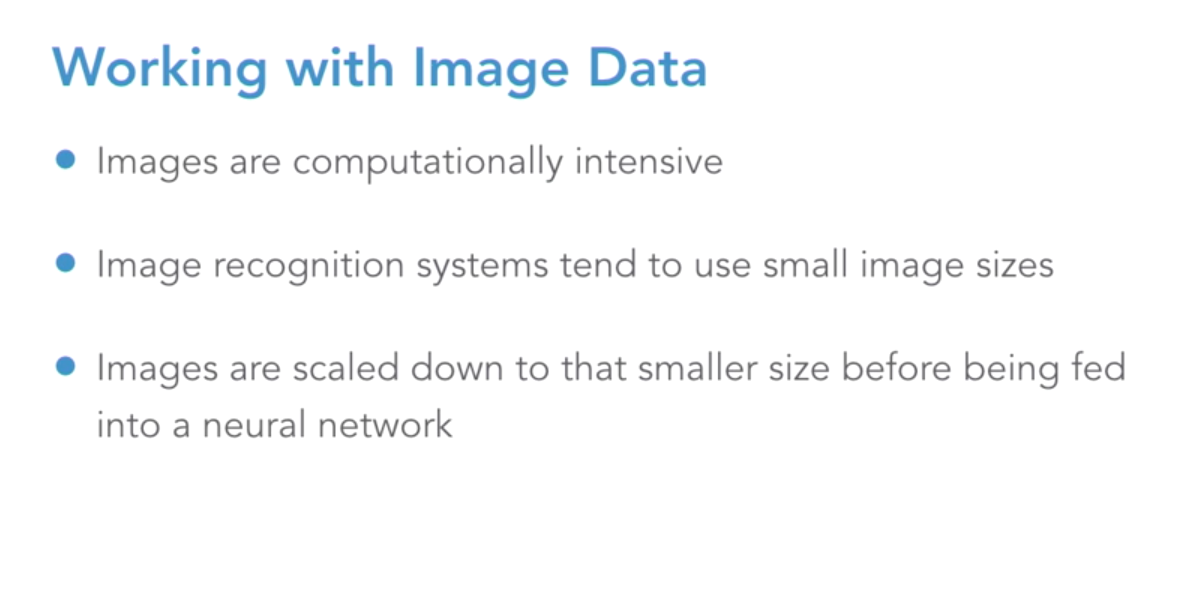 Working with Image Data
• Images are computationally intensive
• Image recognition systems tend to use small image sizes
• Images are scaled down to that smaller size before being fed
into a neural network